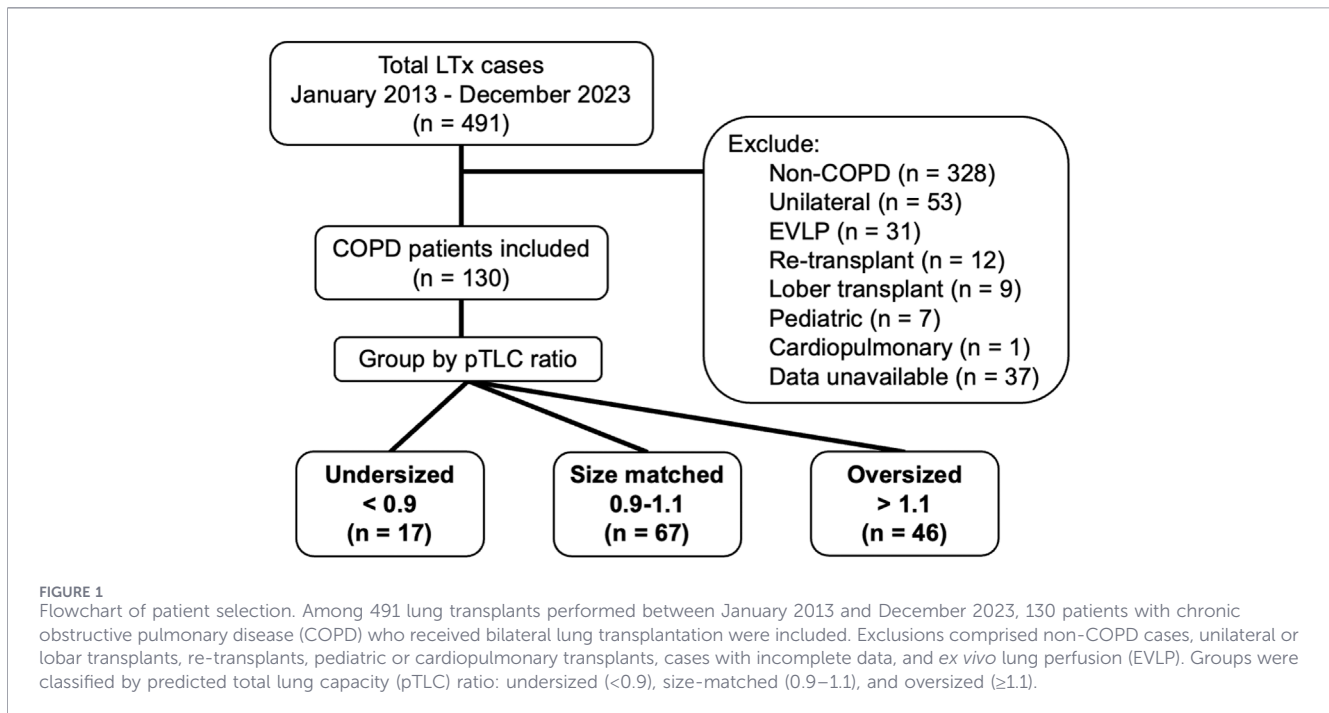 Total LTx cases
January 2013 - December 2023
(n = 491)
Exclude:
Non-COPD (n = 328)
Unilateral (n = 53)
EVLP (n = 31)
Re-transplant (n = 12)
Lober transplant (n = 9)
Pediatric (n = 7)
Cardiopulmonary (n = 1)
Data unavailable (n = 37)
COPD patients included
(n = 130)
Group by pTLC ratio
Undersized
< 0.9
(n = 17)
Size matched
0.9-1.1
(n = 67)
Oversized
> 1.1
(n = 46)
FIGURE 1
Flowchart of patient selection. Among 491 lung transplants performed between January 2013 and December 2023, 130 patients with chronic
obstructive pulmonary disease (COPD) who received bilateral lung transplantation were included. Exclusions comprised non-COPD cases, unilateral or
lobar transplants, re-transplants, pediatric or cardiopulmonary transplants, cases with incomplete data, and ex vivo lung perfusion (EVLP). Groups were
classified by predicted total lung capacity (pTLC) ratio: undersized (<0.9), size-matched (0.9–1.1), and oversized (≥1.1).